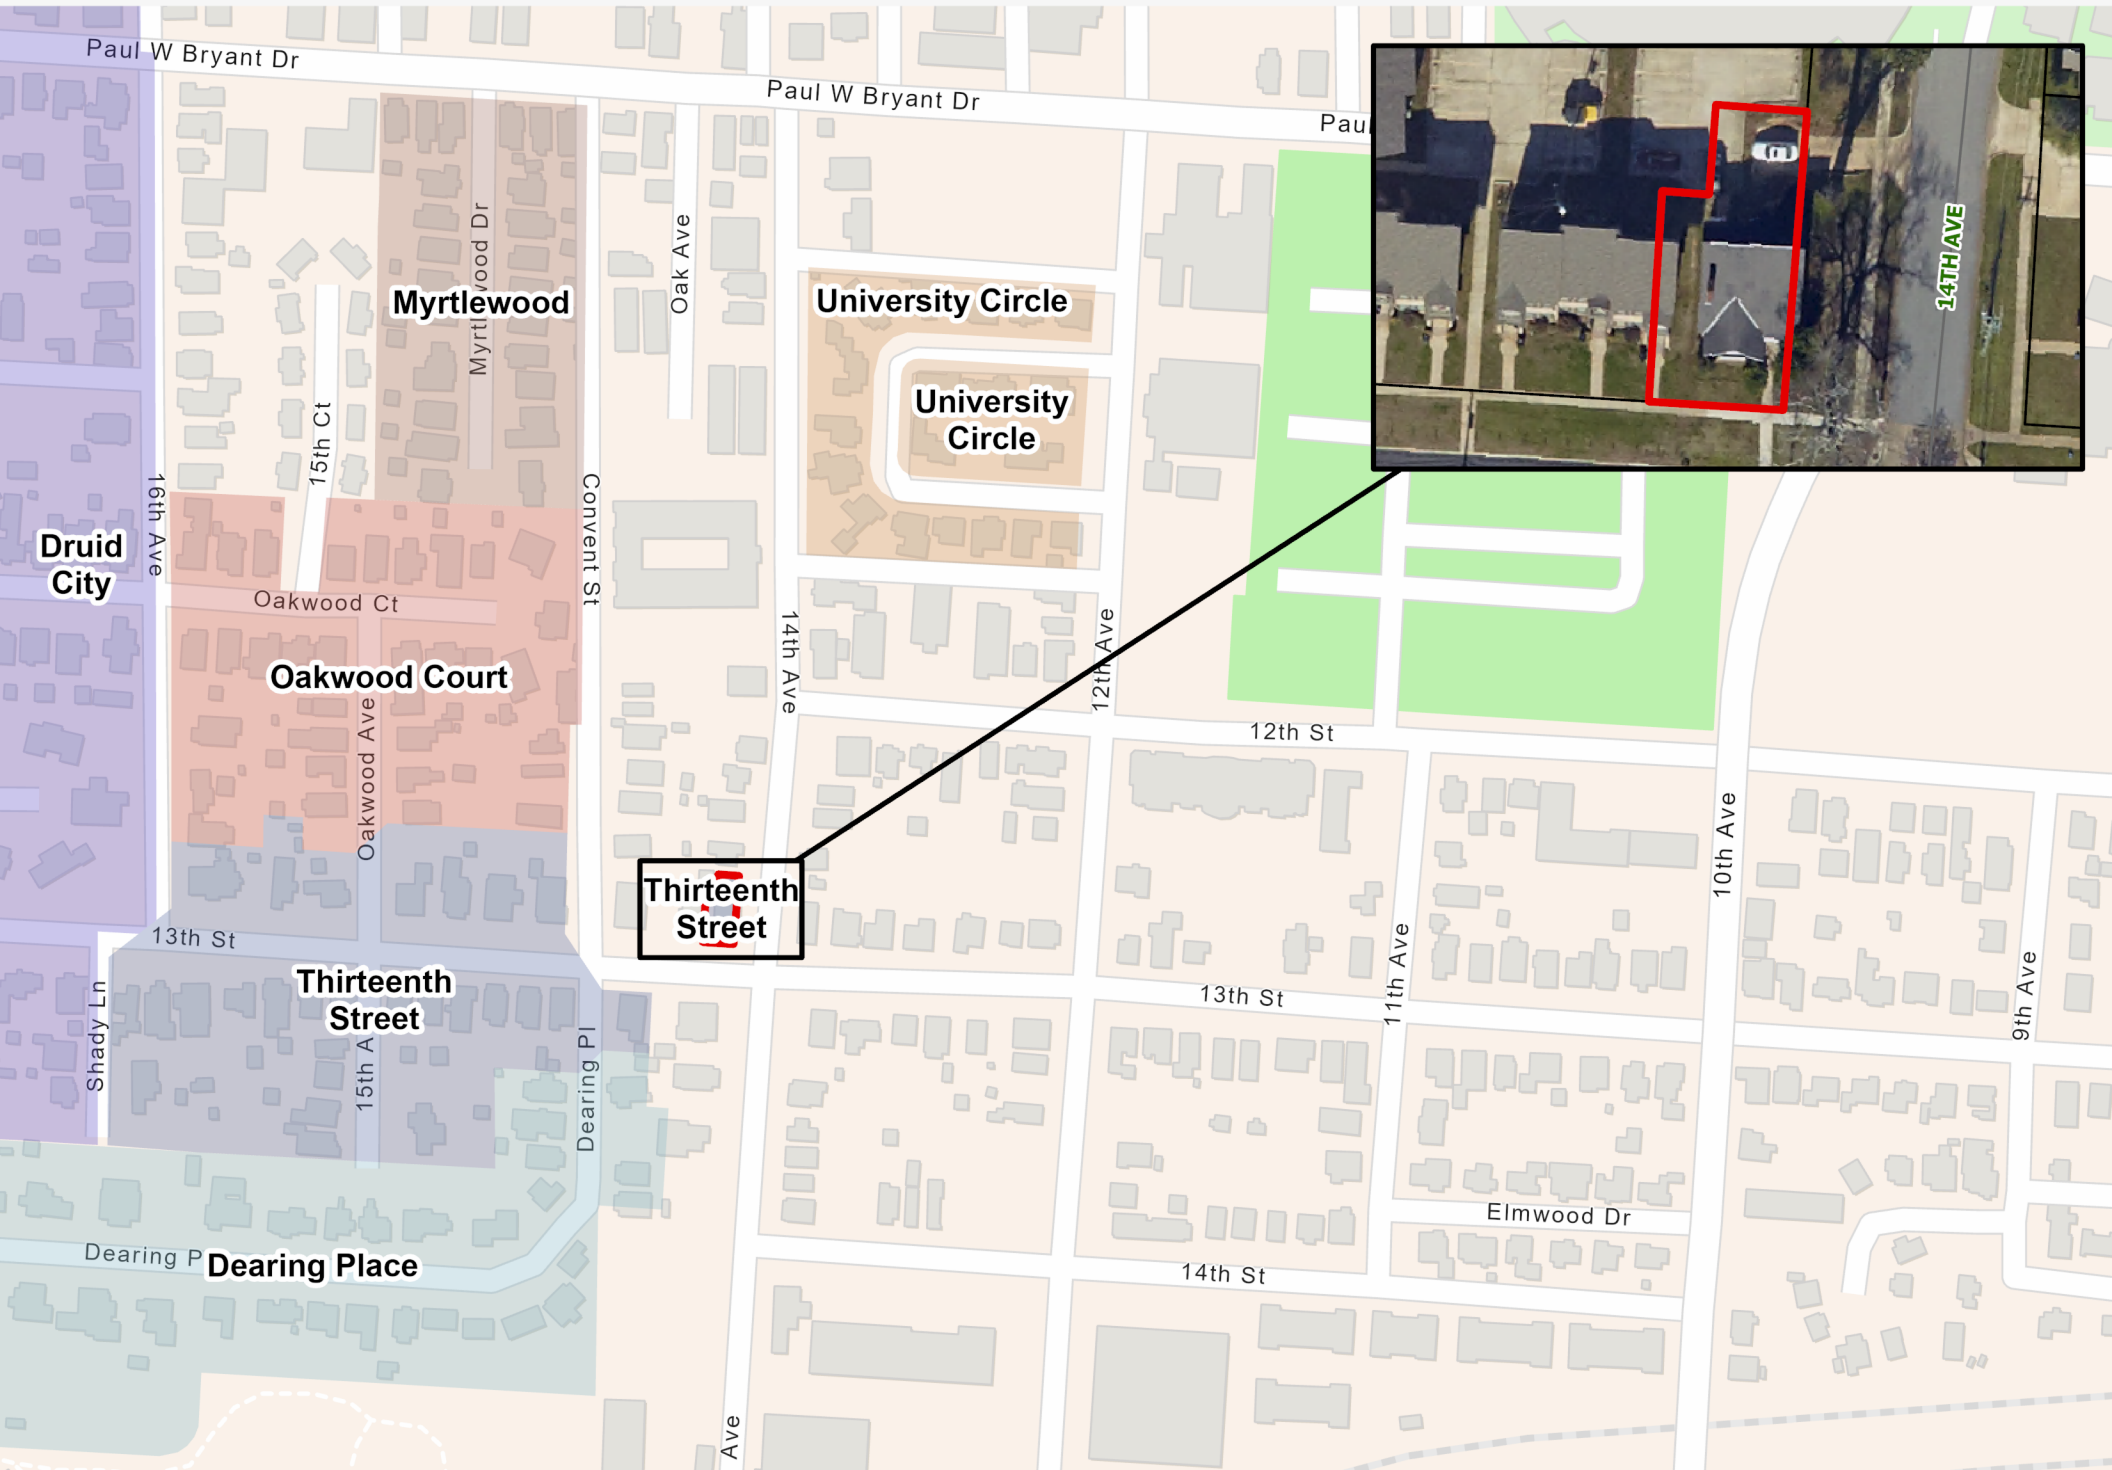 Paul W Bryant Dr
Paul W Bryant Dr
Paul
14TH AVE
Myrtlewood Dr
Myrtlewood
Oak Ave
University Circle
University
Circle
15th Ct
16th Ave
Convent St
Druid
City
Oakwood Ct
14th Ave
12th Ave
Oakwood Court
Oakwood Ave
12th St
10th Ave
Thirteenth
Street
13th St
11th Ave
9th Ave
Thirteenth
Street
13th St
Shady Ln
15th A
Dearing Pl
Elmwood Dr
Dearing P
Dearing Place
14th St
Ave